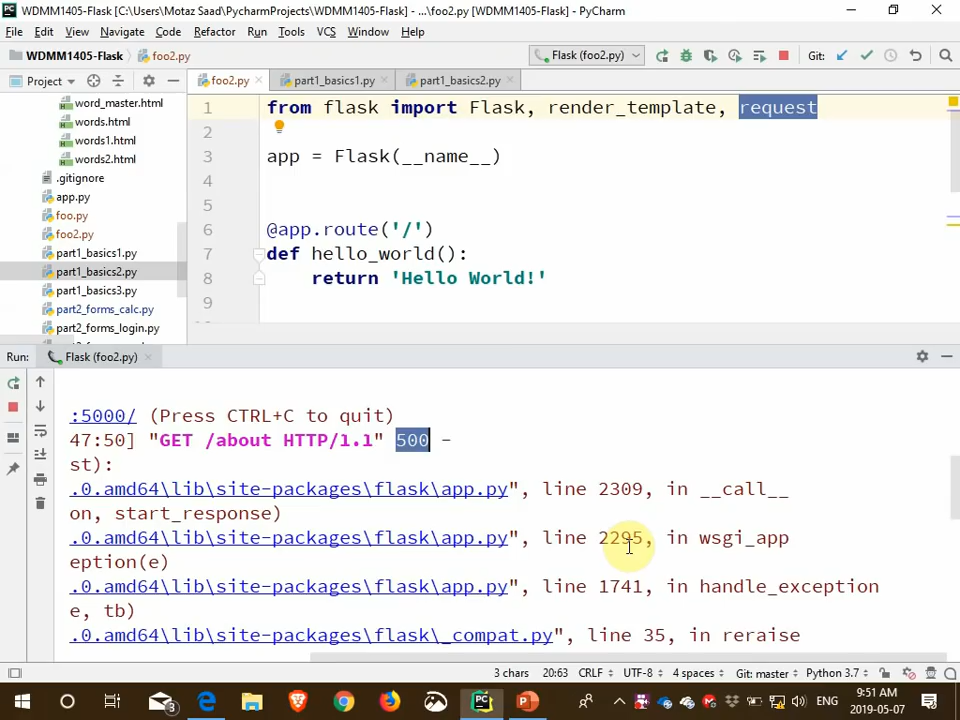 WDMM1405-Flask [C:\Users\Motaz Saad\PycharmProjects\WDMM1405-Flask] - ...\foo2.py [WDMM1405-Flask] - PyCharm
File Edit View Navigate Code Refactor Run Tools VCS Window Help
WDMM1405-Flask foo2.py Flask (foo2.py) Git:
Project foo2.py part1_basics1.py part1_basics2.py
word_master.html
words.html
words1.html
words2.html
.gitignore
app.py
foo.py
foo2.py
part1_basics1.py
part1_basics2.py
part1_basics3.py
part2_forms_calc.py
part2_forms_login.py
1 from flask import Flask, render_template, request
2
3 app = Flask(__name__)
4
5
6 @app.route('/')
7 def hello_world():
8 return 'Hello World!'
9
Run: Flask (foo2.py)
:5000/ (Press CTRL+C to quit)
47:50] "GET /about HTTP/1.1" 500 -
st):
.0.amd64\lib\site-packages\flask\app.py", line 2309, in __call__
on, start_response)
.0.amd64\lib\site-packages\flask\app.py", line 2295, in wsgi_app
eption(e)
.0.amd64\lib\site-packages\flask\app.py", line 1741, in handle_exception
e, tb)
.0.amd64\lib\site-packages\flask\_compat.py", line 35, in reraise
3 chars 20:63 CRLF UTF-8 4 spaces Git: master Python 3.7
3 ENG 9:51 AM
2019-05-07